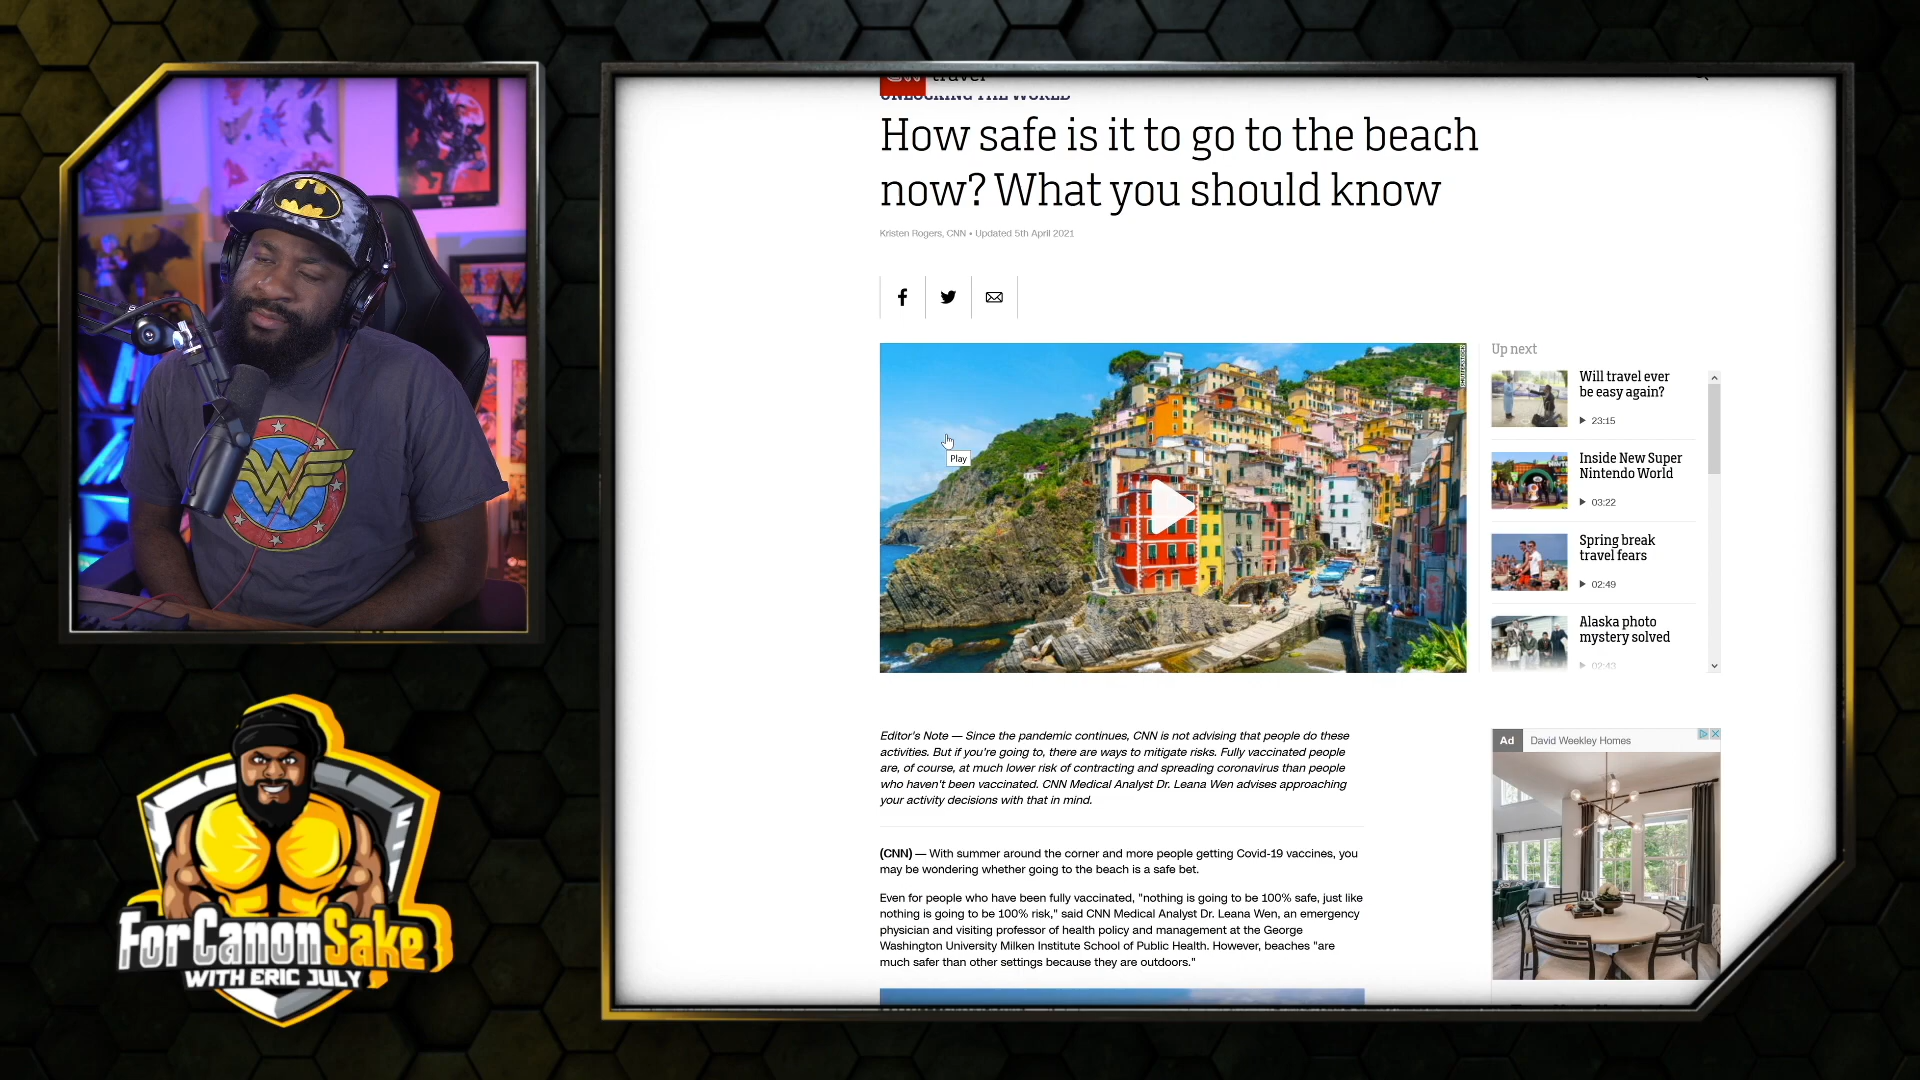 CNN travel
UNLOCKING THE WORLD
How safe is it to go to the beach
now? What you should know
Kristen Rogers, CNN • Updated 5th April 2021
SHUTTERSTOCK
Play
Up next
Will travel ever
be easy again?
23:15
Inside New Super
Nintendo World
03:22
Spring break
travel fears
02:49
Alaska photo
mystery solved
02:43
Editor's Note — Since the pandemic continues, CNN is not advising that people do these
activities. But if you're going to, there are ways to mitigate risks. Fully vaccinated people
are, of course, at much lower risk of contracting and spreading coronavirus than people
who haven't been vaccinated. CNN Medical Analyst Dr. Leana Wen advises approaching
your activity decisions with that in mind.
(CNN) — With summer around the corner and more people getting Covid-19 vaccines, you
may be wondering whether going to the beach is a safe bet.
Even for people who have been fully vaccinated, "nothing is going to be 100% safe, just like
nothing is going to be 100% risk," said CNN Medical Analyst Dr. Leana Wen, an emergency
physician and visiting professor of health policy and management at the George
Washington University Milken Institute School of Public Health. However, beaches "are
much safer than other settings because they are outdoors."
Ad David Weekley Homes
ForCanonSake
WITH ERIC JULY